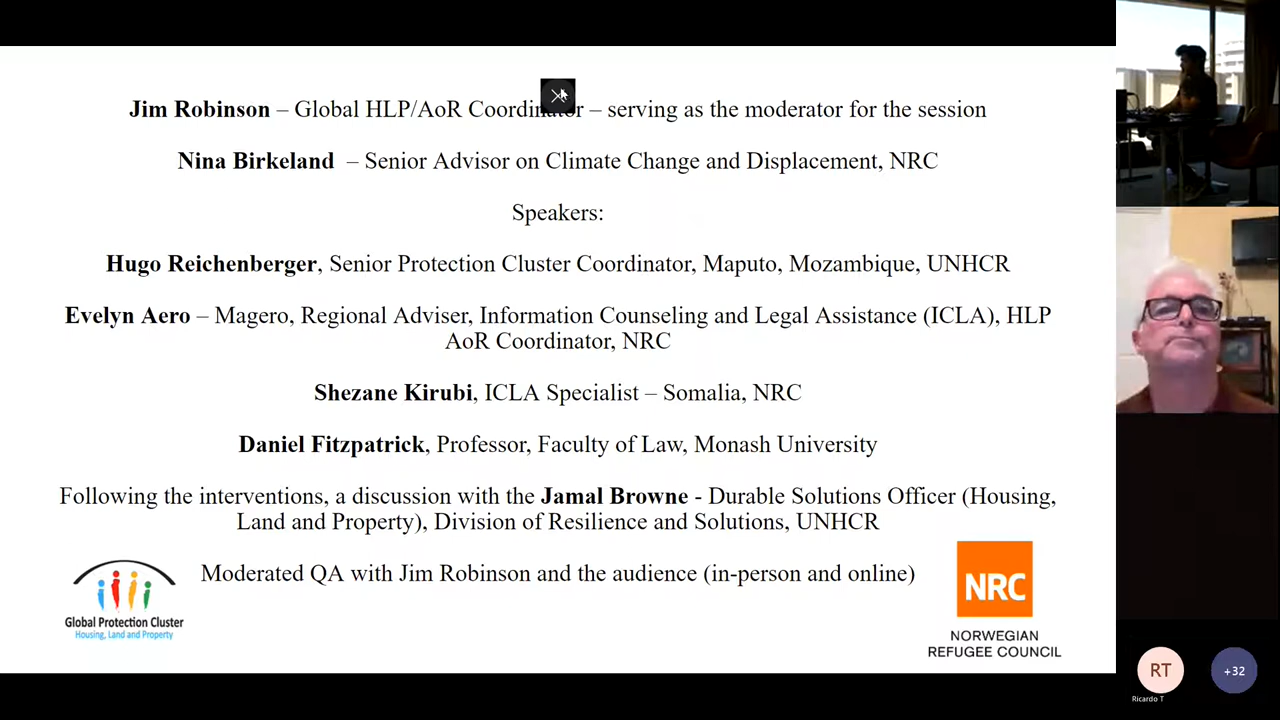 Jim Robinson – Global HLP/AoR Coordinator – serving as the moderator for the session
Nina Birkeland – Senior Advisor on Climate Change and Displacement, NRC
Speakers:
Hugo Reichenberger, Senior Protection Cluster Coordinator, Maputo, Mozambique, UNHCR
Evelyn Aero – Magero, Regional Adviser, Information Counseling and Legal Assistance (ICLA), HLP
AoR Coordinator, NRC
Shezane Kirubi, ICLA Specialist – Somalia, NRC
Daniel Fitzpatrick, Professor, Faculty of Law, Monash University
Following the interventions, a discussion with the Jamal Browne - Durable Solutions Officer (Housing,
Land and Property), Division of Resilience and Solutions, UNHCR
Moderated QA with Jim Robinson and the audience (in-person and online)
Global Protection Cluster
Housing, Land and Property
NRC
NORWEGIAN
REFUGEE COUNCIL
RT
Ricardo T
+32